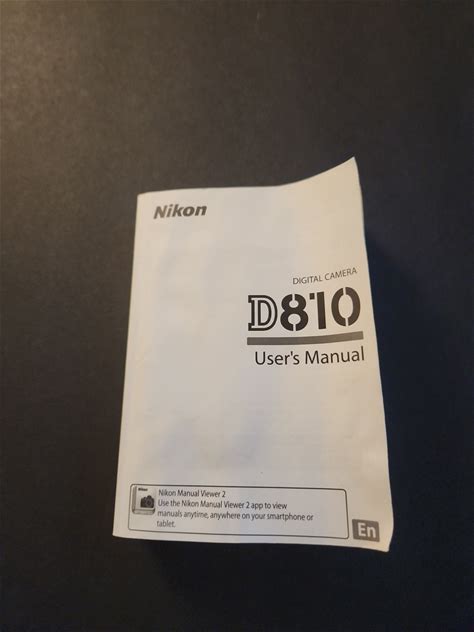 Nikon
DIGITAL CAMERA
D810
User's Manual
Nikon
Nikon Manual Viewer 2
Use the Nikon Manual Viewer 2 app to view
manuals anytime, anywhere on your smartphone or
tablet.
En